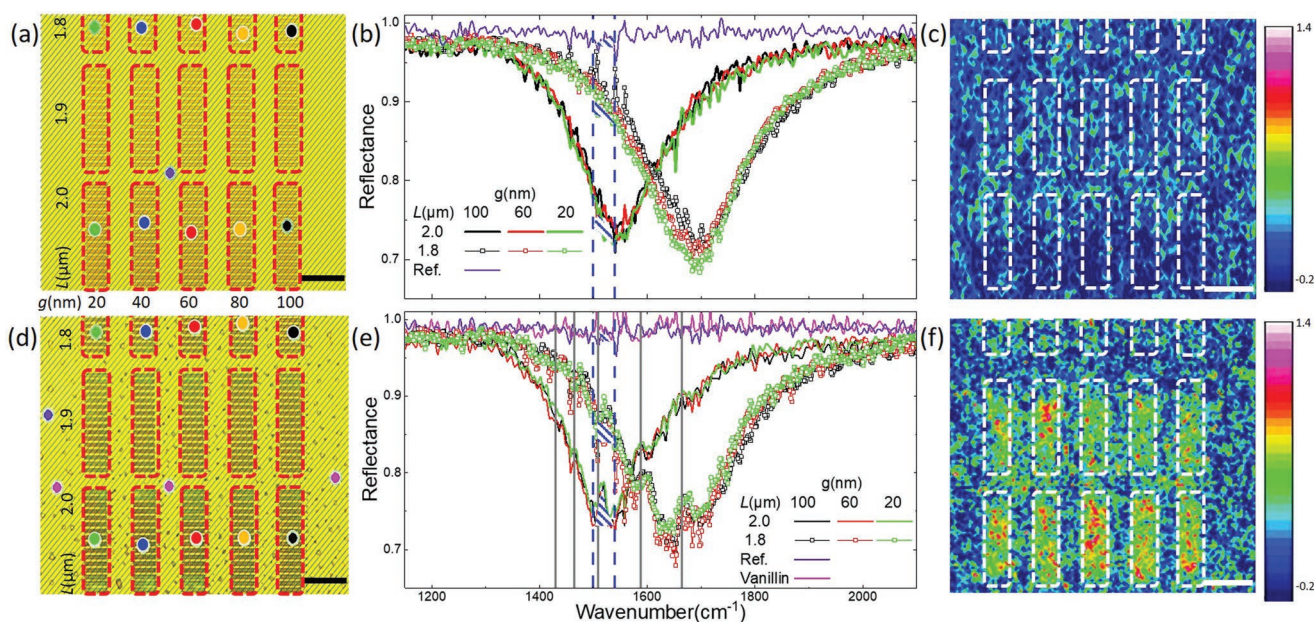 (a)
1.8
1.9
2.0
L(μm)
g(nm) 20 40 60 80 100
(b)
1.0
0.9
0.8
0.7
Reflectance
g(nm)
L(μm) 100 60 20
2.0
1.8
Ref.
(c)
1.4
-0.2
(d)
1.8
1.9
2.0
L(μm)
(e)
1.0
0.9
0.8
0.7
Reflectance
g(nm)
L(μm) 100 60 20
2.0
1.8
Ref.
Vanillin
1200 1400 1600 1800 2000
Wavenumber(cm⁻¹)
(f)
1.4
-0.2